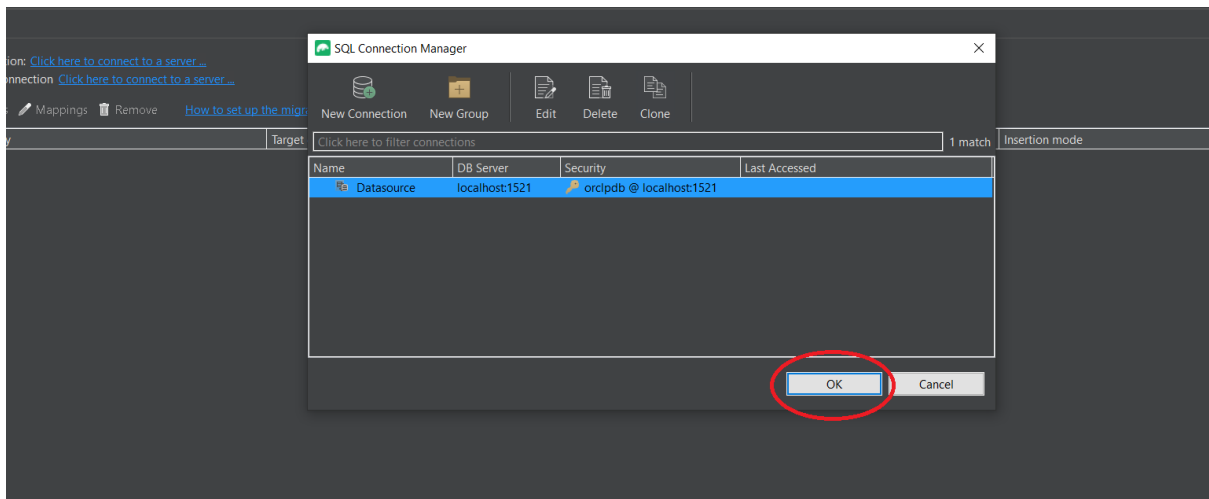 SQL Connection Manager
ion: Click here to connect to a server ...
onnection Click here to connect to a server ...
Mappings Remove How to set up the migra
New Connection New Group Edit Delete Clone
Click here to filter connections 1 match
y Target Insertion mode
Name DB Server Security Last Accessed
Datasource localhost:1521 orclpdb @ localhost:1521
OK Cancel